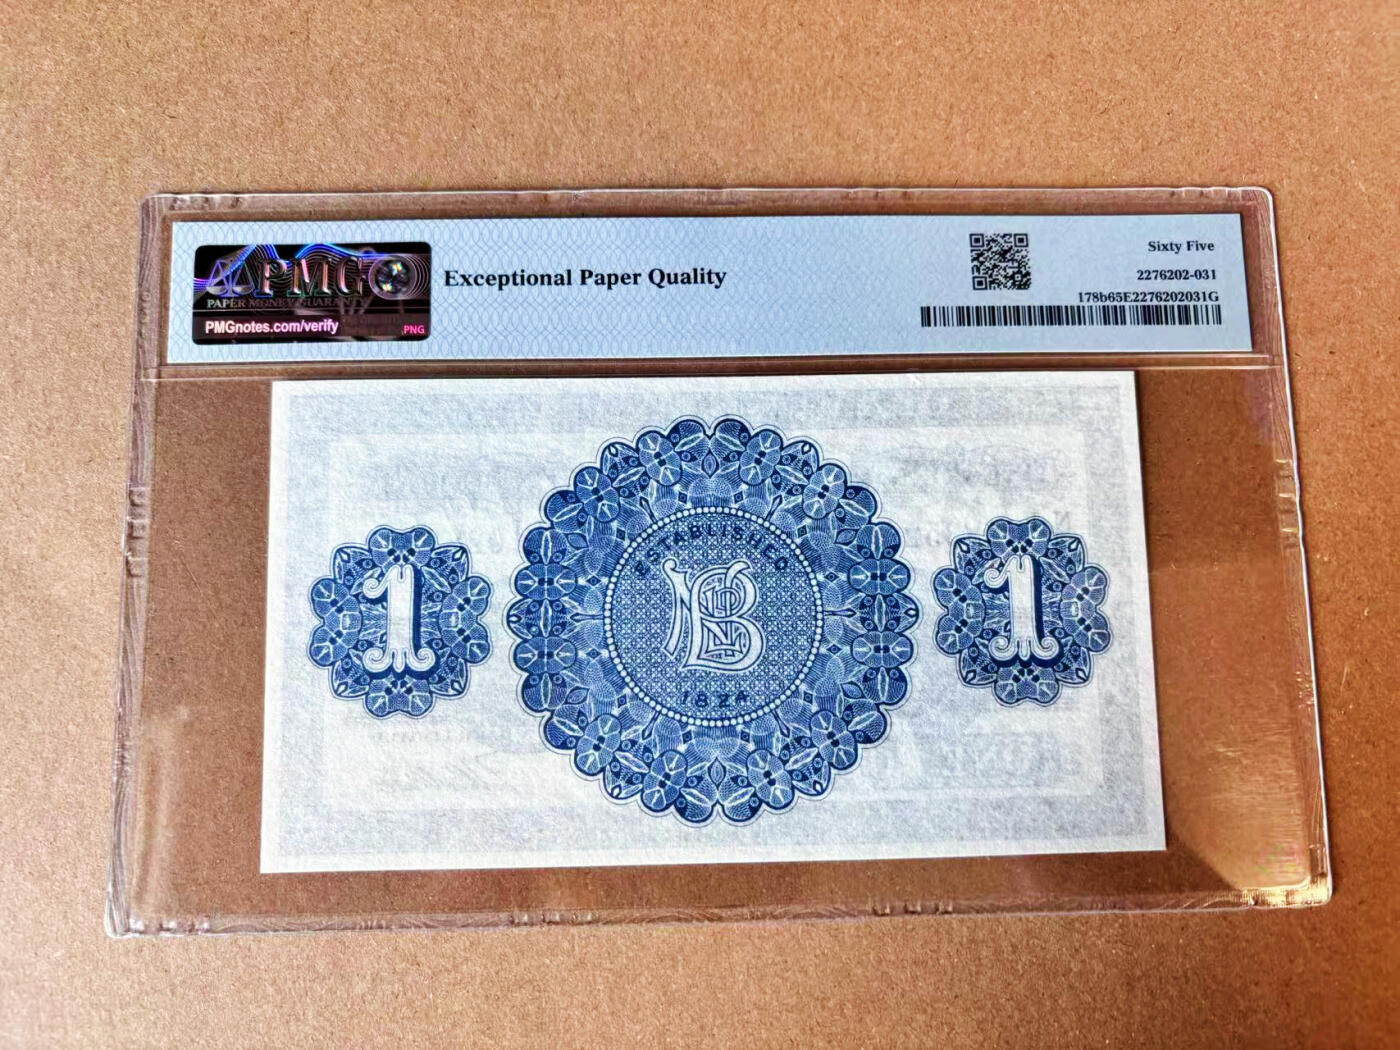 PMG
PAPER MONEY GUARANTY
PMGnotes.com/verify
.PNG
Exceptional Paper Quality
Sixty Five
2276202-031
178b65E2276202031G
ESTABLISHED
1824
1
1